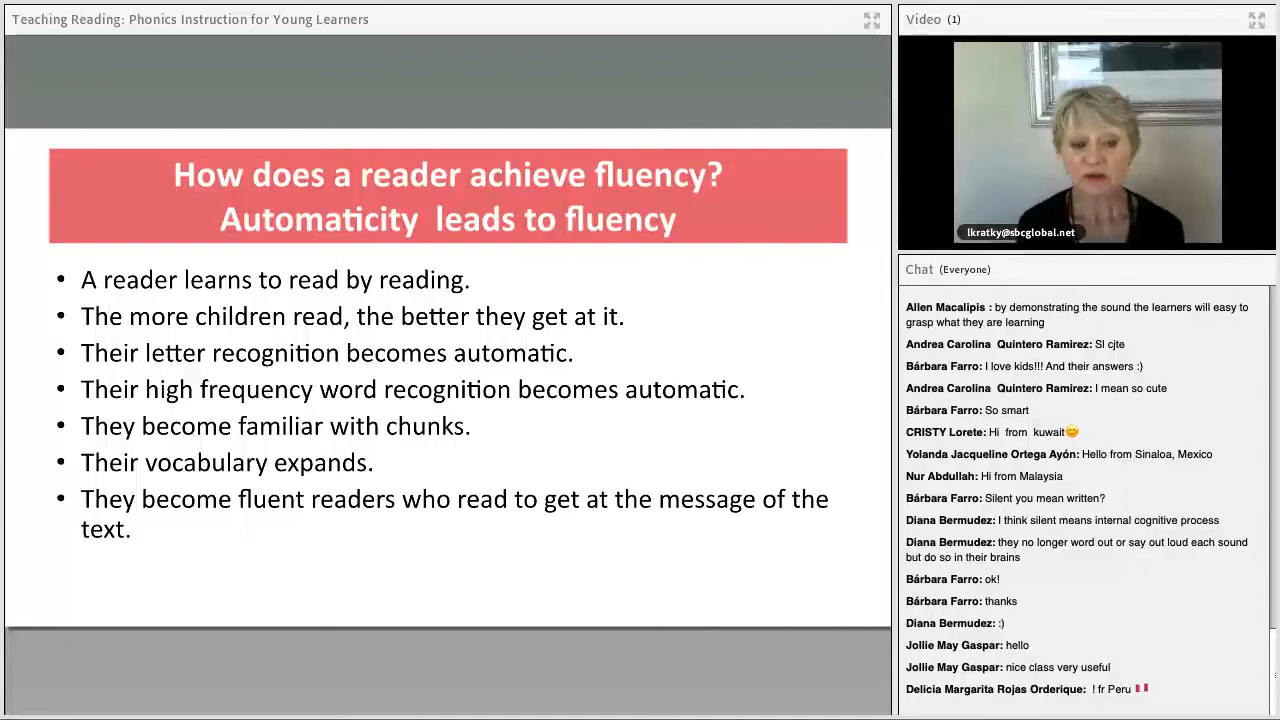 Teaching Reading: Phonics Instruction for Young Learners
How does a reader achieve fluency?
Automaticity leads to fluency
• A reader learns to read by reading.
• The more children read, the better they get at it.
• Their letter recognition becomes automatic.
• Their high frequency word recognition becomes automatic.
• They become familiar with chunks.
• Their vocabulary expands.
• They become fluent readers who read to get at the message of the
text.
Video (1)
lkratky@sbcglobal.net
Chat (Everyone)
Allen Macalipis : by demonstrating the sound the learners will easy to
grasp what they are learning
Andrea Carolina Quintero Ramirez: Sl cjte
Bárbara Farro: I love kids!!! And their answers :)
Andrea Carolina Quintero Ramirez: I mean so cute
Bárbara Farro: So smart
CRISTY Lorete: Hi from kuwait😊
Yolanda Jacqueline Ortega Ayón: Hello from Sinaloa, Mexico
Nur Abdullah: Hi from Malaysia
Bárbara Farro: Silent you mean written?
Diana Bermudez: I think silent means internal cognitive process
Diana Bermudez: they no longer word out or say out loud each sound
but do so in their brains
Bárbara Farro: ok!
Bárbara Farro: thanks
Diana Bermudez: :)
Jollie May Gaspar: hello
Jollie May Gaspar: nice class very useful
Delicia Margarita Rojas Orderique: ! fr Peru 🇵🇪